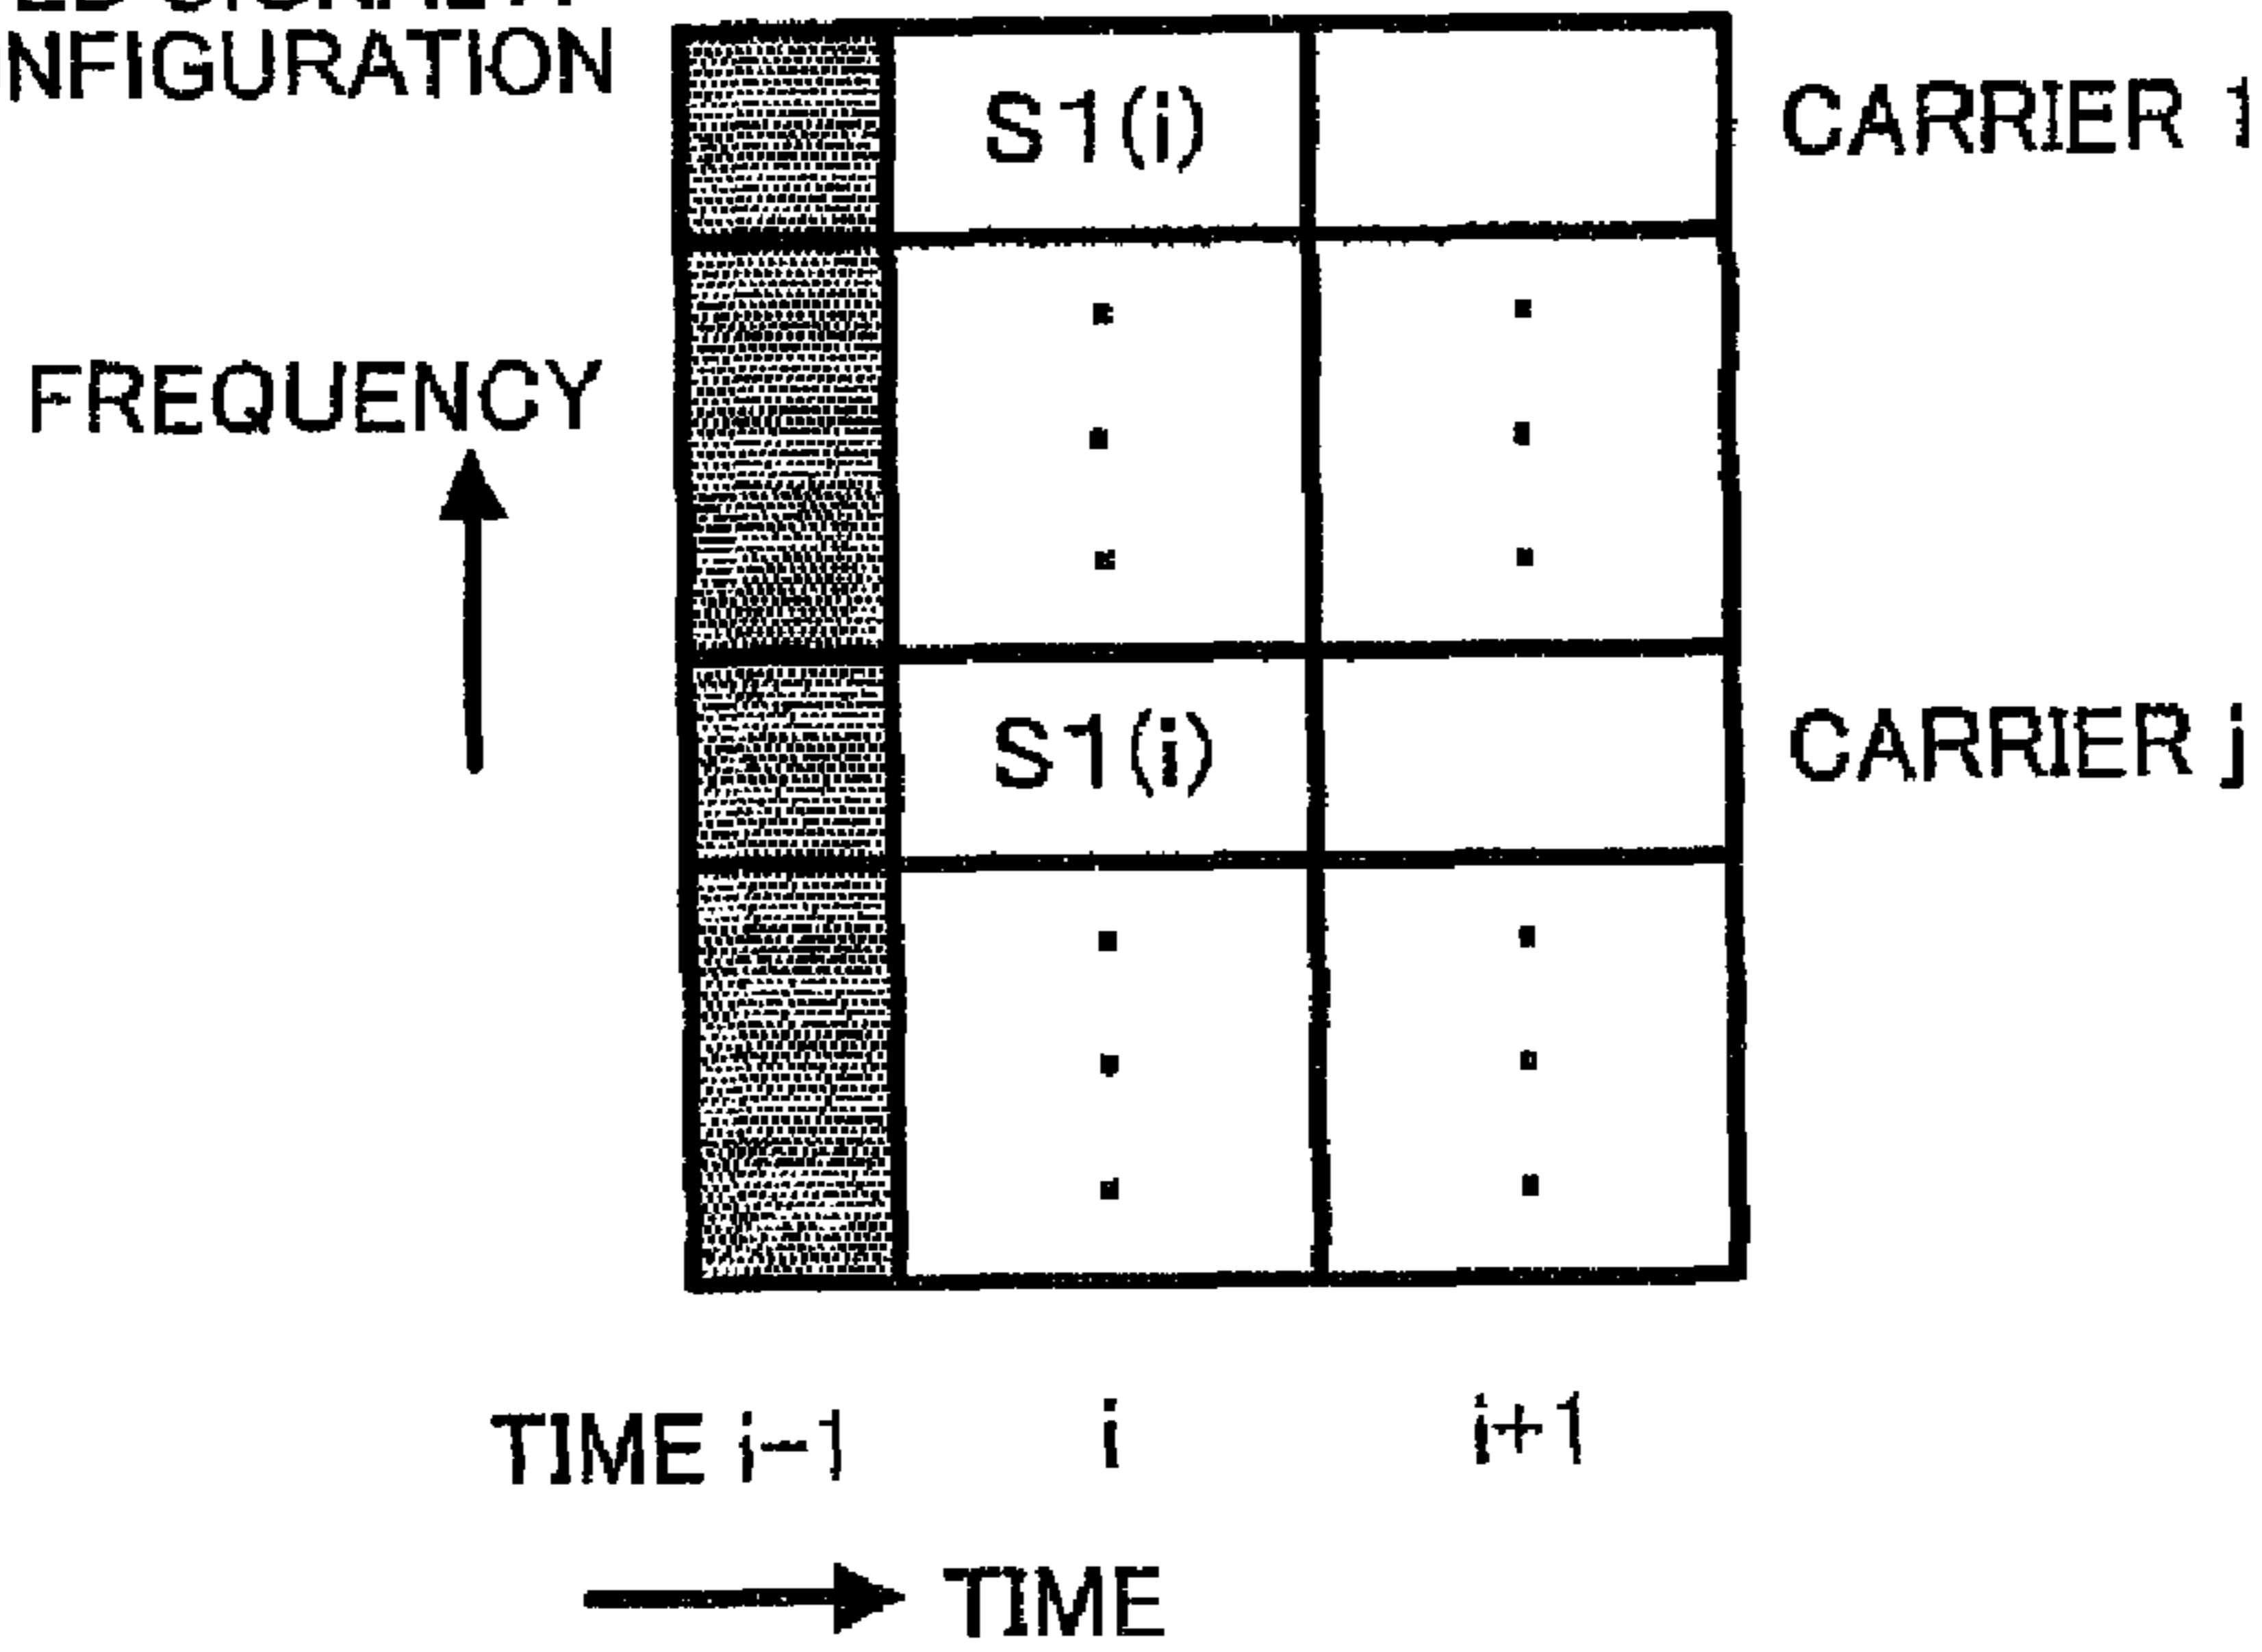 NFIGURATION
S1(i)
CARRIER 1
FREQUENCY
S1(i)
CARRIER j
TIME i-1
i
i+1
TIME